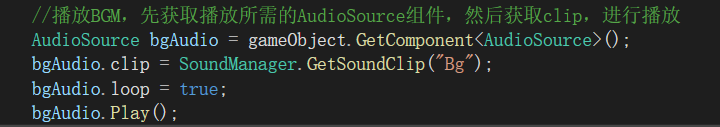 //播放BGM，先获取播放所需的AudioSource组件，然后获取clip，进行播放
AudioSource bgAudio = gameObject.GetComponent<AudioSource>();
bgAudio.clip = SoundManager.GetSoundClip("Bg");
bgAudio.loop = true;
bgAudio.Play();